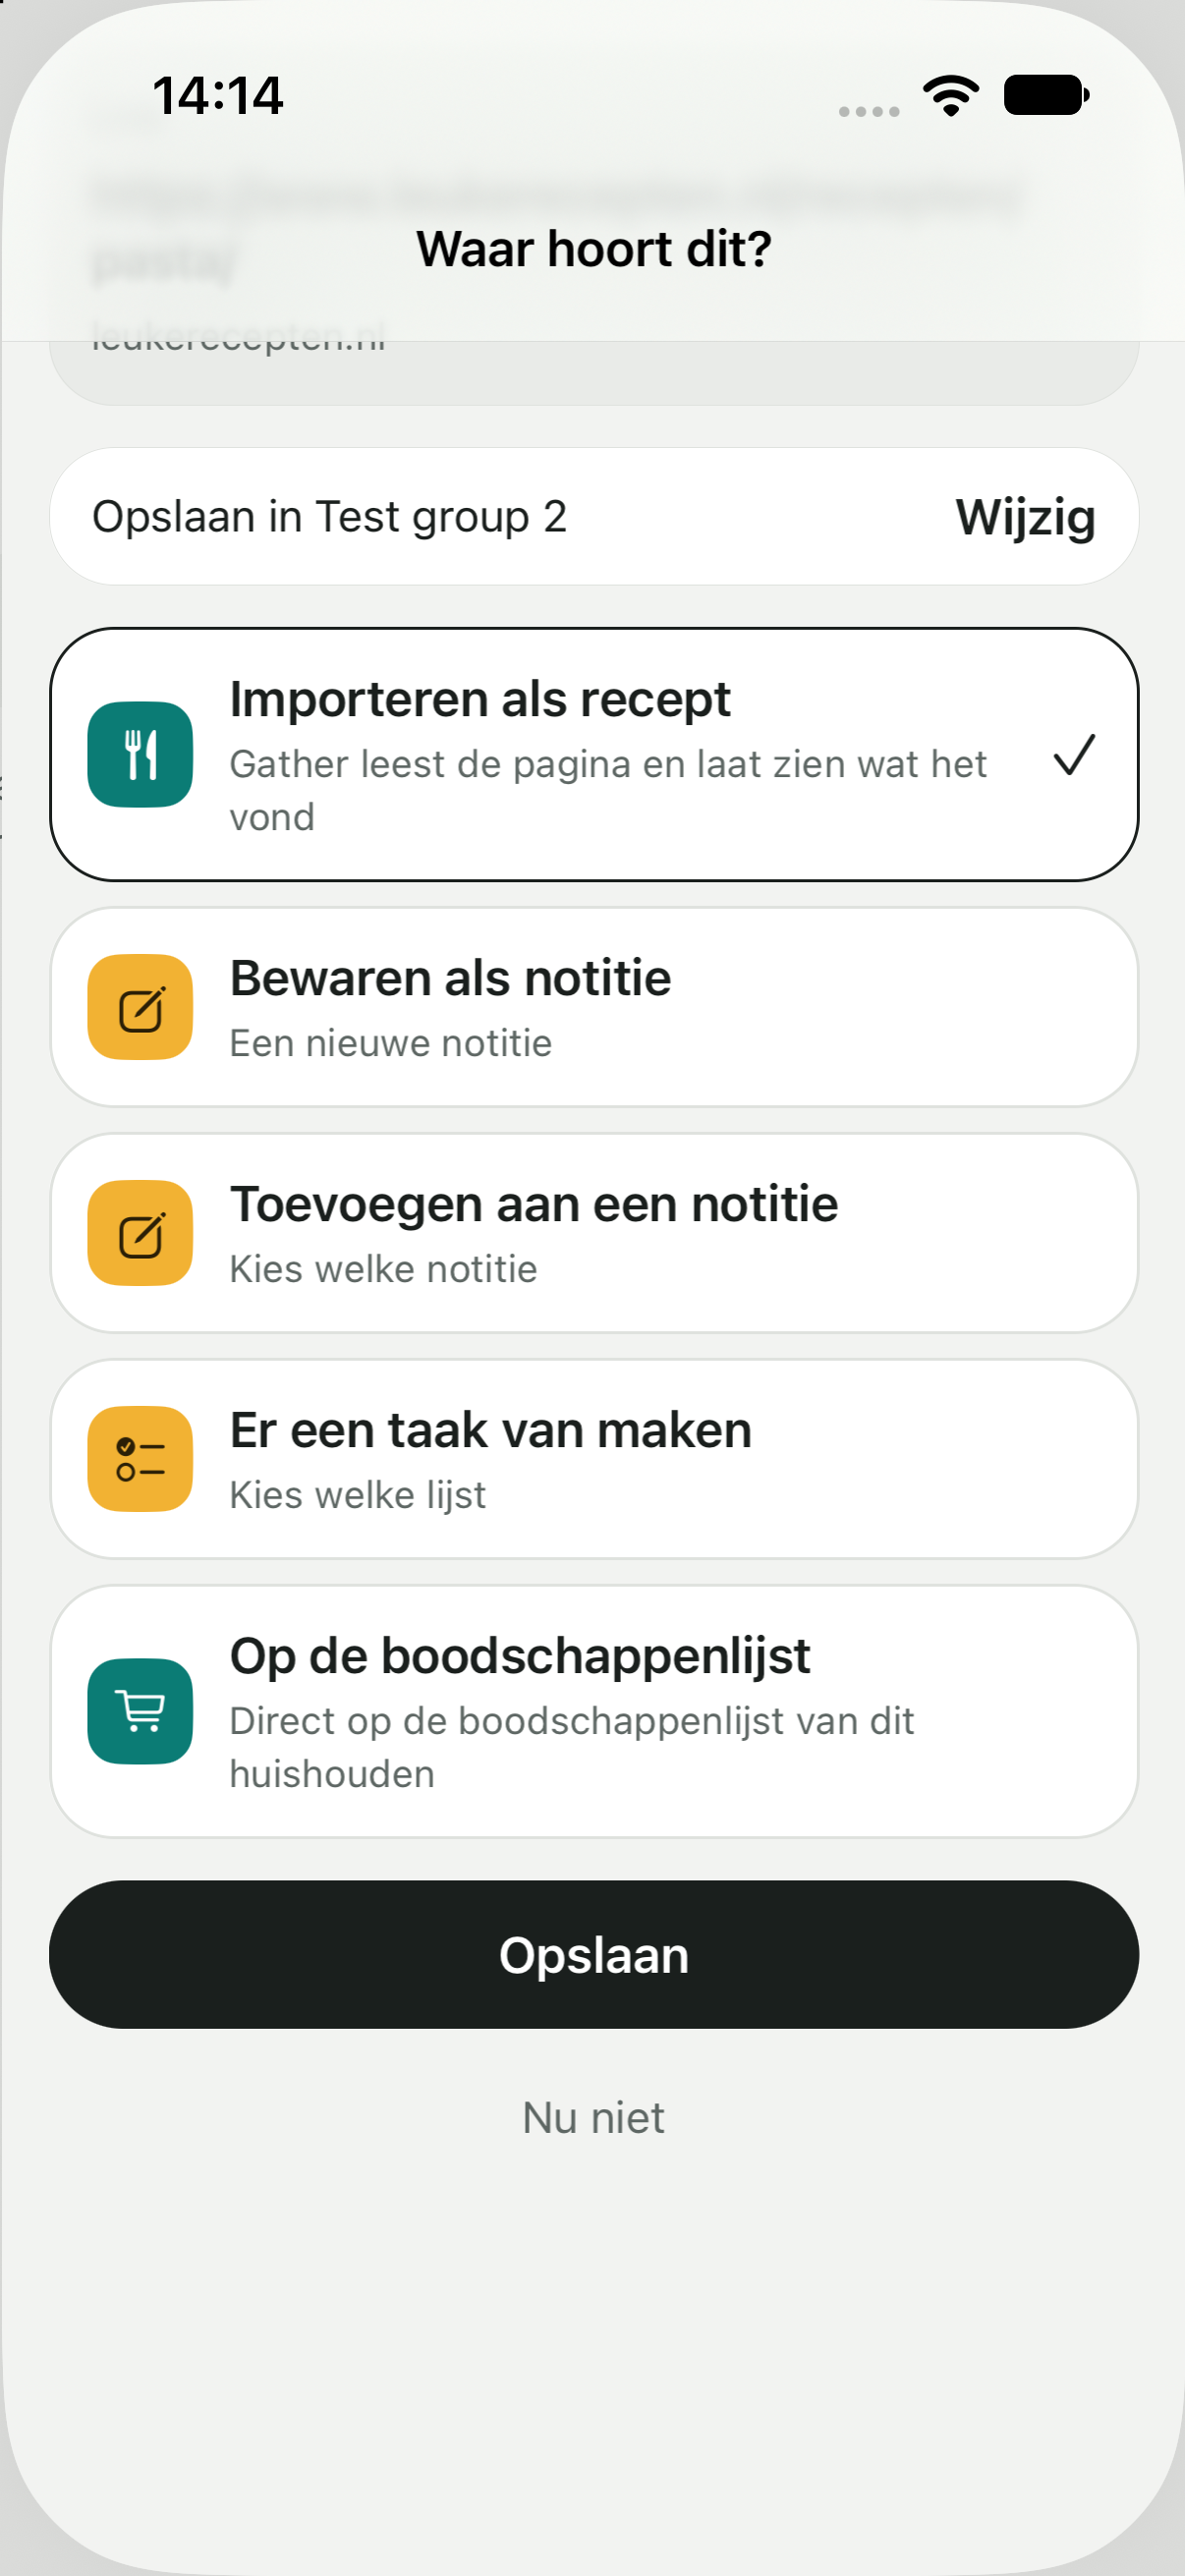 14:14
Waar hoort dit?
pasta/
leukerecepten.nl
Opslaan in Test group 2
Wijzig
Importeren als recept
Gather leest de pagina en laat zien wat het
vond
Bewaren als notitie
Een nieuwe notitie
Toevoegen aan een notitie
Kies welke notitie
Er een taak van maken
Kies welke lijst
Op de boodschappenlijst
Direct op de boodschappenlijst van dit
huishouden
Opslaan
Nu niet